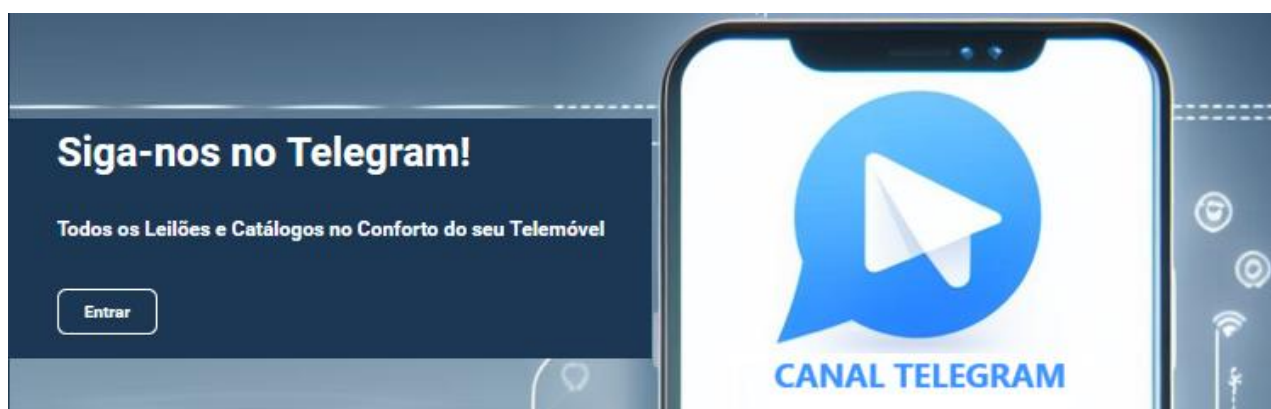 Siga-nos no Telegram!
Todos os Leilões e Catálogos no Conforto do seu Telemóvel
Entrar
CANAL TELEGRAM